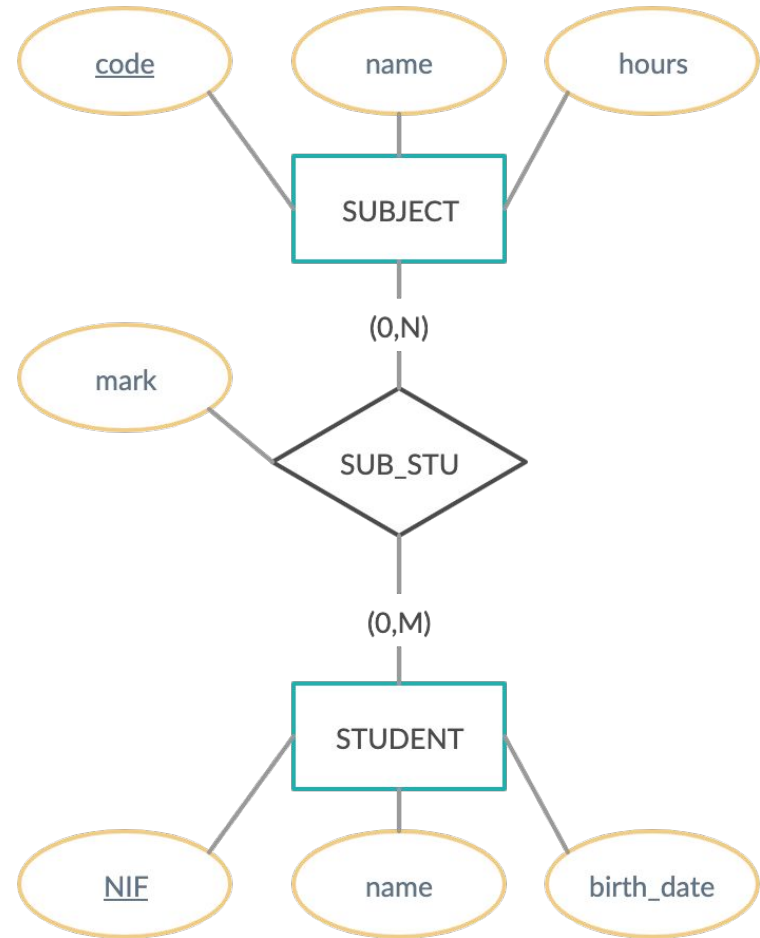 code
name
hours
SUBJECT
(0,N)
mark
SUB_STU
(0,M)
STUDENT
NIF
name
birth_date